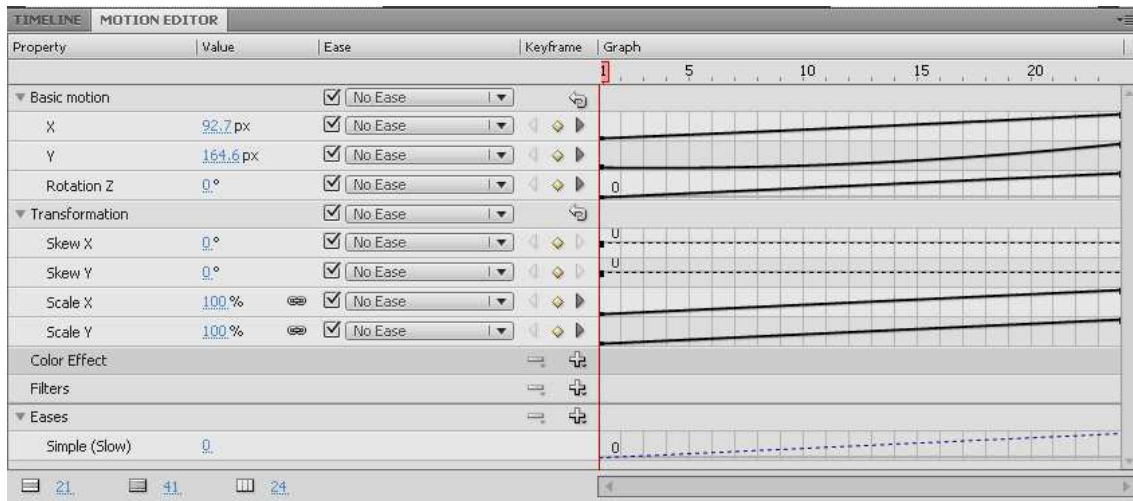 TIMELINE MOTION EDITOR
Property Value Ease Keyframe Graph
1 5 10 15 20
Basic motion No Ease
X 92.7 px No Ease
Y 164.6 px No Ease
Rotation Z 0° No Ease 0
Transformation No Ease
Skew X 0° No Ease 0
Skew Y 0° No Ease 0
Scale X 100 % No Ease
Scale Y 100 % No Ease
Color Effect
Filters
Eases
Simple (Slow) 0 0
21 41 24